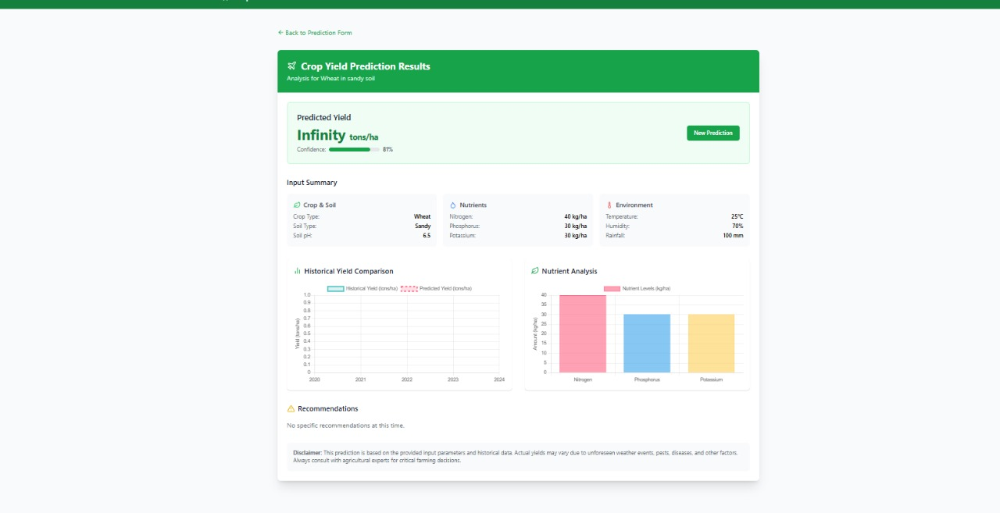 ← Back to Prediction Form
Crop Yield Prediction Results
Analysis for Wheat in sandy soil
Predicted Yield
Infinity tons/ha
Confidence: 81%
New Prediction
Input Summary
Crop & Soil
Crop Type: Wheat
Soil Type: Sandy
Soil pH: 6.5
Nutrients
Nitrogen: 40 kg/ha
Phosphorus: 30 kg/ha
Potassium: 30 kg/ha
Environment
Temperature: 25°C
Humidity: 70%
Rainfall: 100 mm
Historical Yield Comparison
Historical Yield (tons/ha) Predicted Yield (tons/ha)
Yield (tons/ha)
1.0
0.9
0.8
0.7
0.6
0.5
0.4
0.3
0.2
0.1
0
2020 2021 2022 2023 2024
Nutrient Analysis
Nutrient Levels (kg/ha)
Amount (kg/ha)
40
35
30
25
20
15
10
5
0
Nitrogen Phosphorus Potassium
Recommendations
No specific recommendations at this time.
Disclaimer: This prediction is based on the provided input parameters and historical data. Actual yields may vary due to unforeseen weather events, pests, diseases, and other factors.
Always consult with agricultural experts for critical farming decisions.